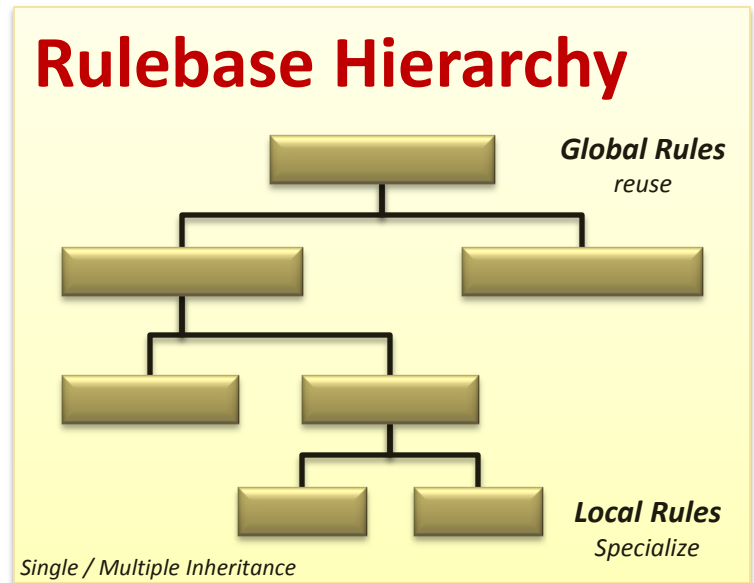 Rulebase Hierarchy
Global Rules
reuse
Local Rules
Specialize
Single / Multiple Inheritance